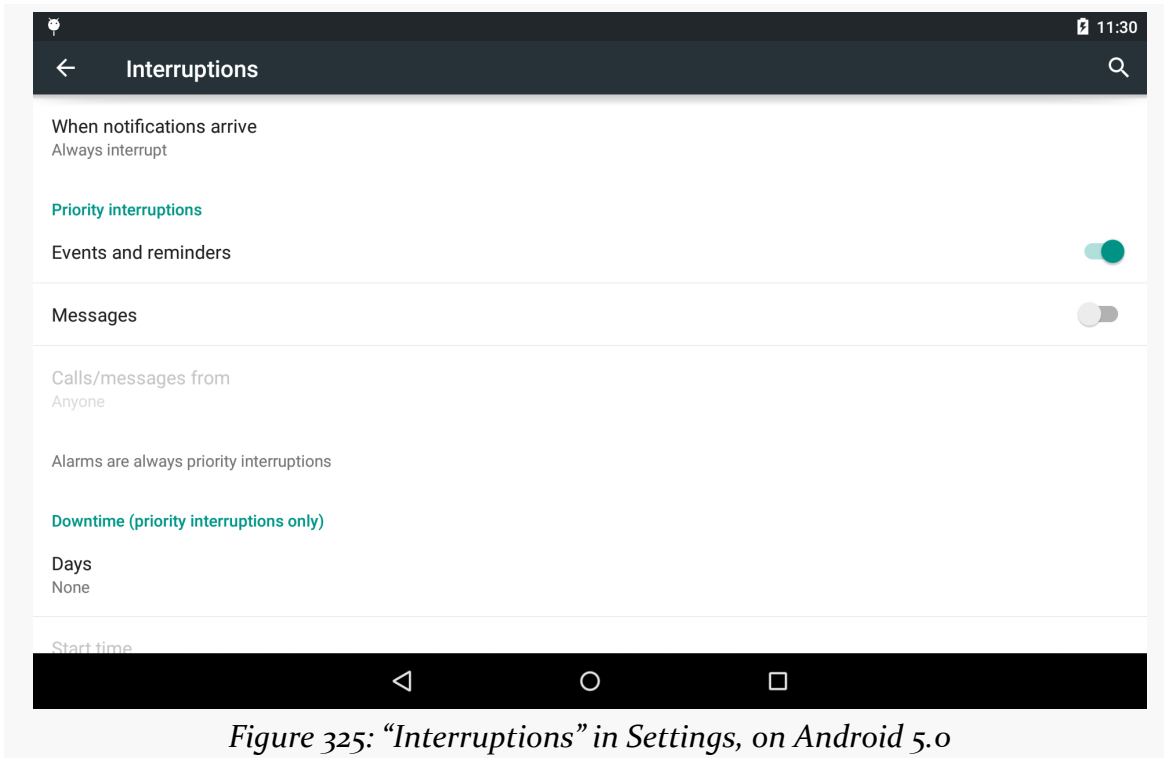 11:30
Interruptions
When notifications arrive
Always interrupt
Priority interruptions
Events and reminders
Messages
Calls/messages from
Anyone
Alarms are always priority interruptions
Downtime (priority interruptions only)
Days
None
Start time
Figure 325: “Interruptions” in Settings, on Android 5.0